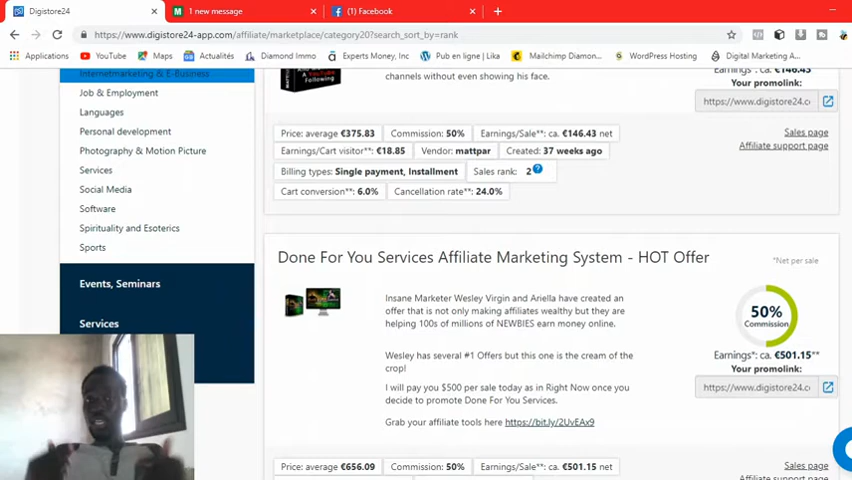 Digistore24
1 new message
(1) Facebook
https://www.digistore24-app.com/affiliate/marketplace/category20?search_sort_by=rank
Applications
YouTube
Maps
Actualités
Diamond Immo
Experts Money, Inc
Pub en ligne | Lika
Mailchimp Diamon...
WordPress Hosting
Digital Marketing A...
Internetmarketing & E-Business
Job & Employment
Languages
Personal development
Photography & Motion Picture
Services
Social Media
Software
Spirituality and Esoterics
Sports
Events, Seminars
Services
channels without even showing his face.
Earnings*: ca. €146.43**
Your promolink:
https://www.digistore24.c
Price: average €375.83
Commission: 50%
Earnings/Sale**: ca. €146.43 net
Sales page
Earnings/Cart visitor**: €18.85
Vendor: mattpar
Created: 37 weeks ago
Affiliate support page
Billing types: Single payment, Installment
Sales rank: 2 ?
Cart conversion**: 6.0%
Cancellation rate**: 24.0%
Done For You Services Affiliate Marketing System - HOT Offer
*Net per sale
Insane Marketer Wesley Virgin and Ariella have created an
offer that is not only making affiliates wealthy but they are
helping 100s of millions of NEWBIES earn money online.
Wesley has several #1 Offers but this one is the cream of the
crop!
I will pay you $500 per sale today as in Right Now once you
decide to promote Done For You Services.
Grab your affiliate tools here https://bit.ly/2UvEAx9
50%
Commission
Earnings*: ca. €501.15**
Your promolink:
https://www.digistore24.c
Price: average €656.09
Commission: 50%
Earnings/Sale**: ca. €501.15 net
Sales page
Affiliate support page